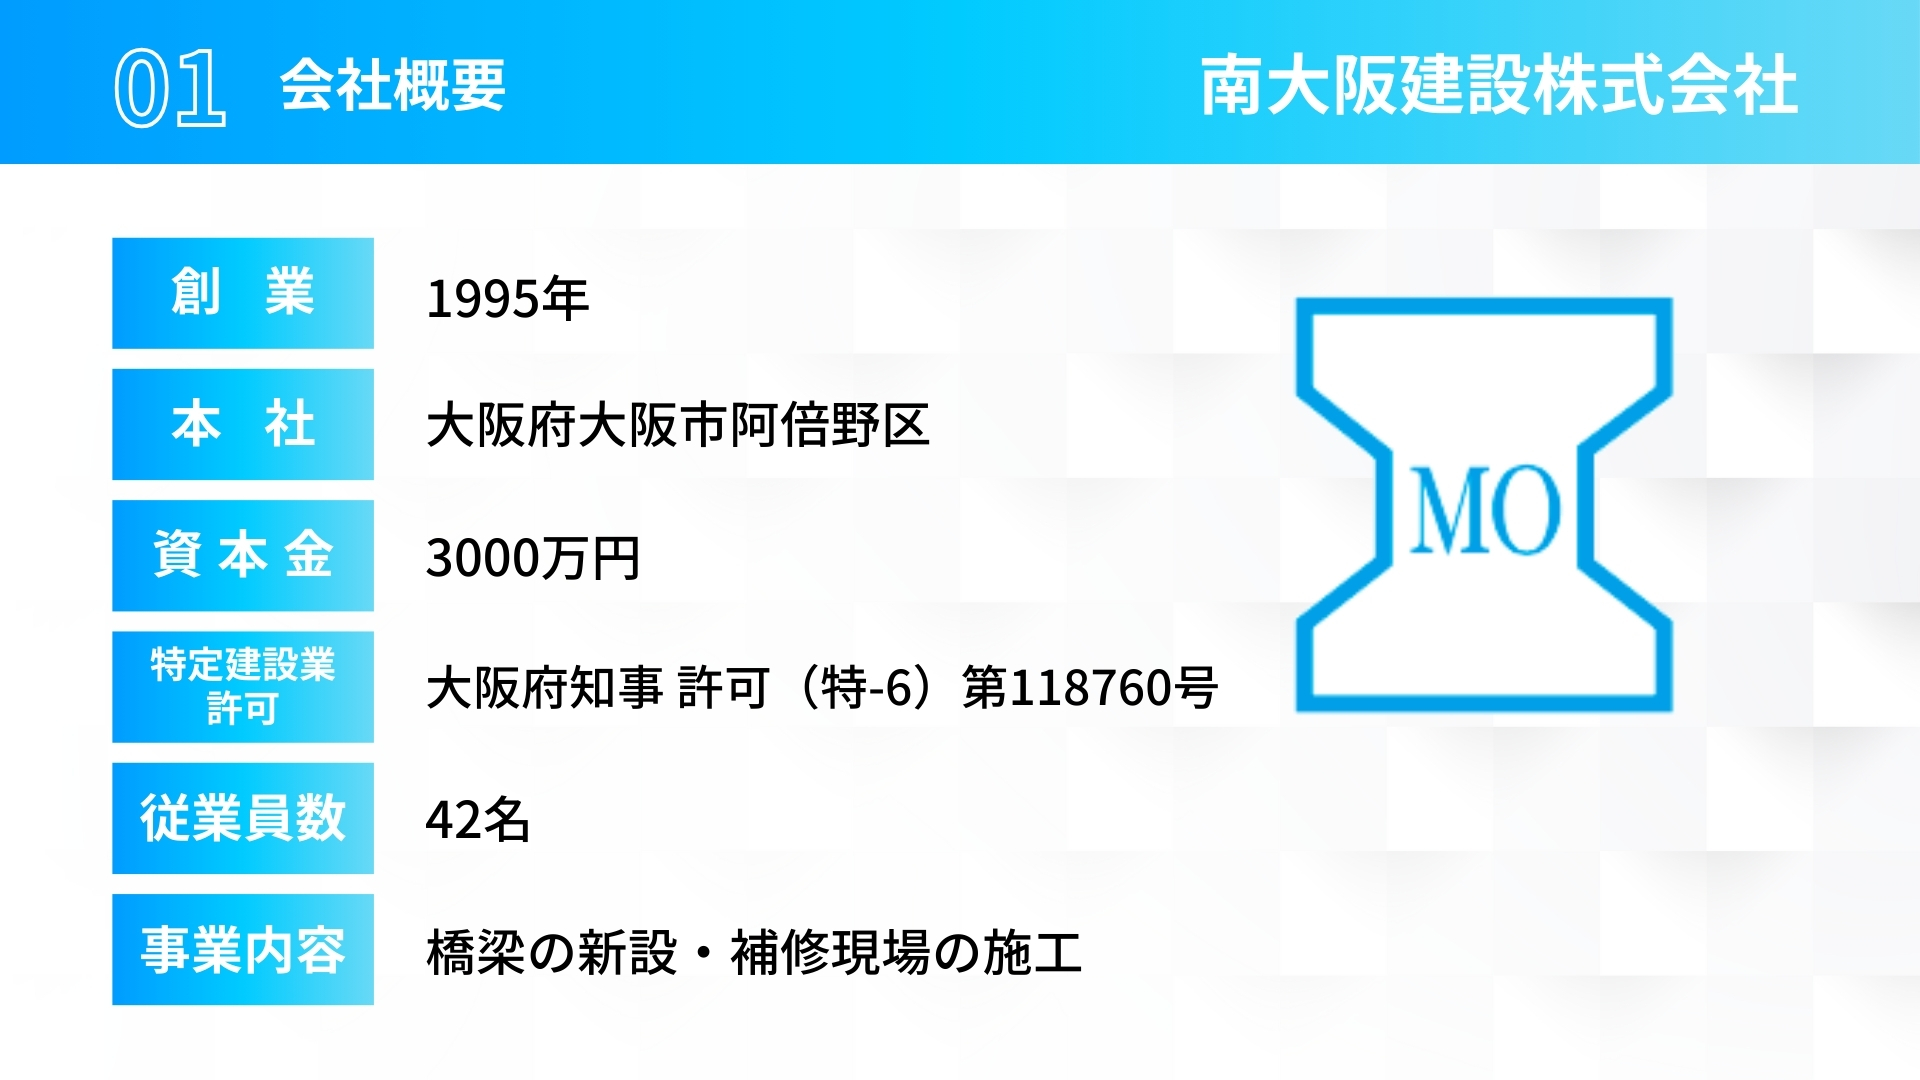 01 会社概要 南大阪建設株式会社
創 業 1995年
本 社 大阪府大阪市阿倍野区
資本金 3000万円
特定建設業
許可
大阪府知事 許可（特-6）第118760号
従業員数 42名
事業内容 橋梁の新設・補修現場の施工
MO